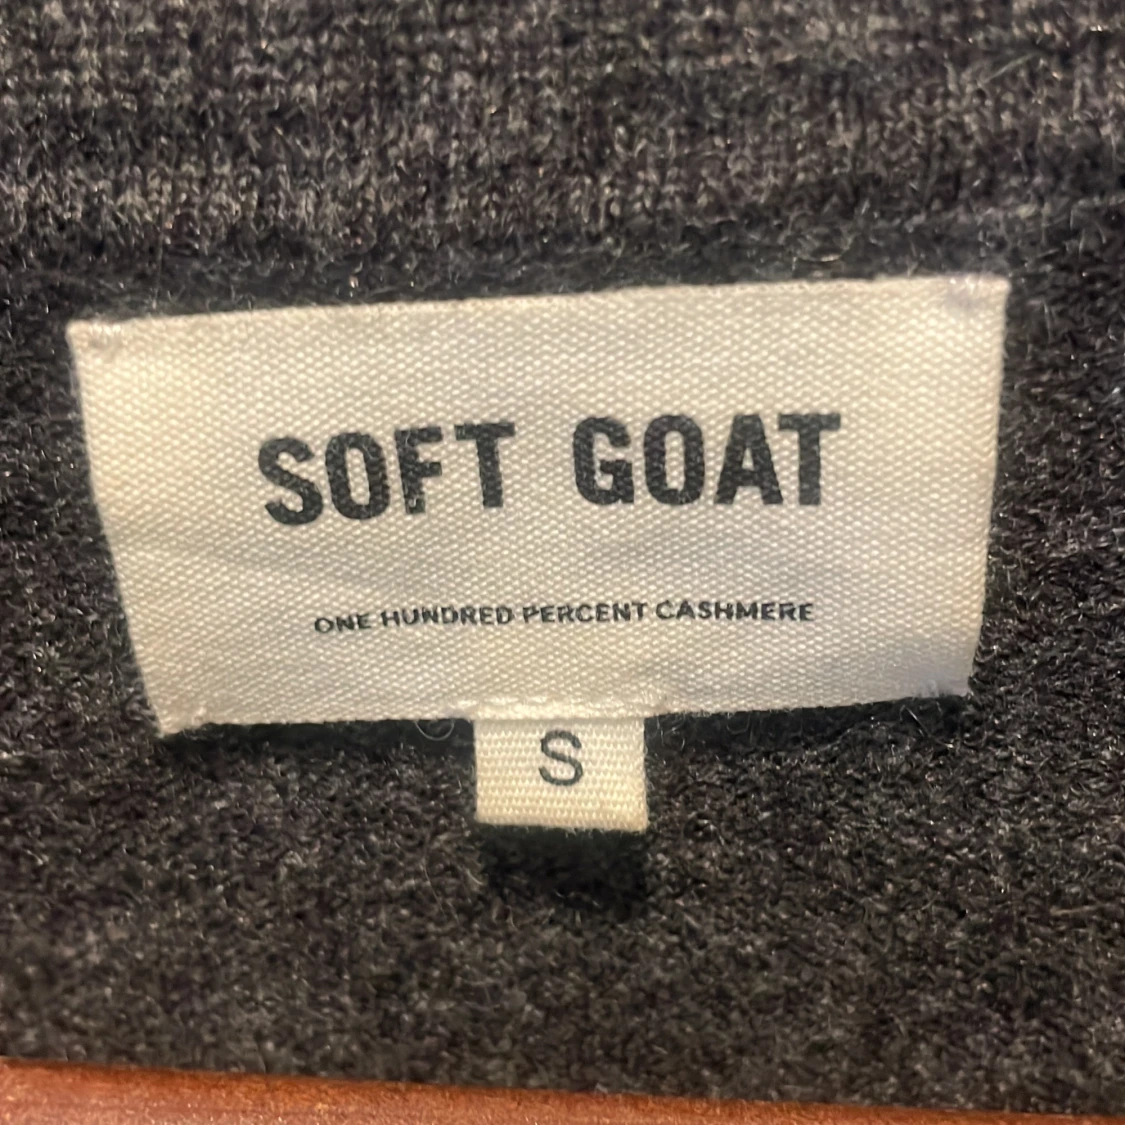 SOFT GOAT
ONE HUNDRED PERCENT CASHMERE
S